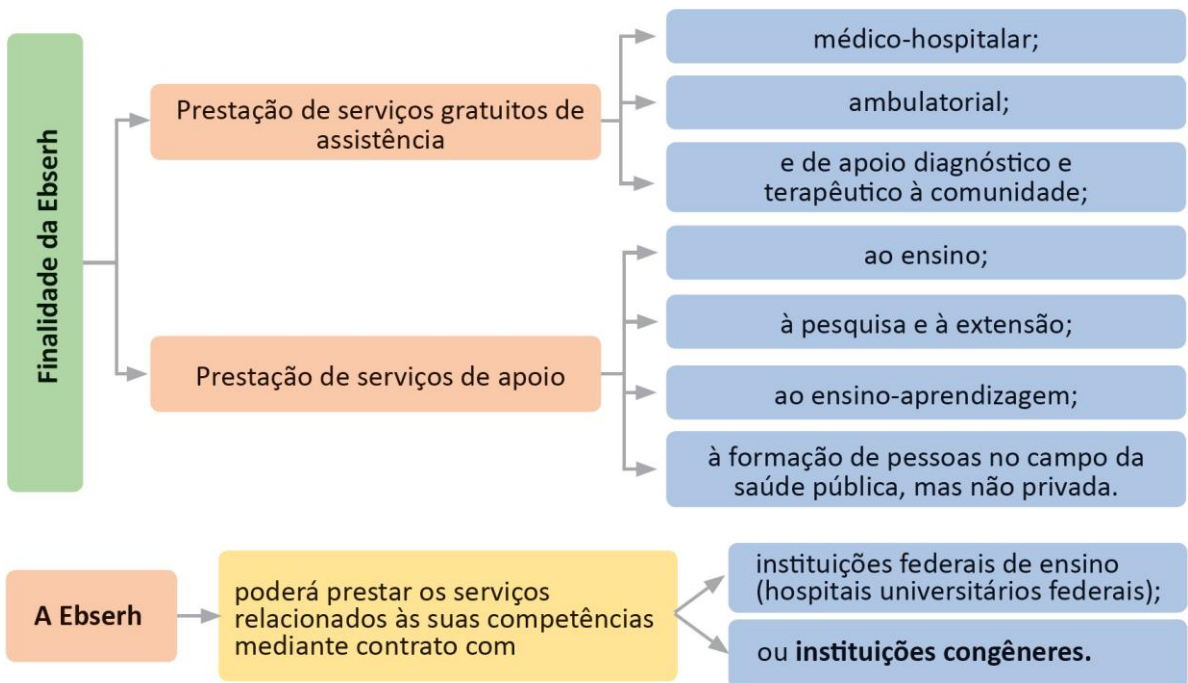 Finalidade da Ebserh
Prestação de serviços gratuitos de
assistência
médico-hospitalar;
ambulatorial;
e de apoio diagnóstico e
terapêutico à comunidade;
Prestação de serviços de apoio
ao ensino;
à pesquisa e à extensão;
ao ensino-aprendizagem;
à formação de pessoas no campo da
saúde pública, mas não privada.
A Ebserh
poderá prestar os serviços
relacionados às suas competências
mediante contrato com
instituições federais de ensino
(hospitais universitários federais);
ou instituições congêneres.